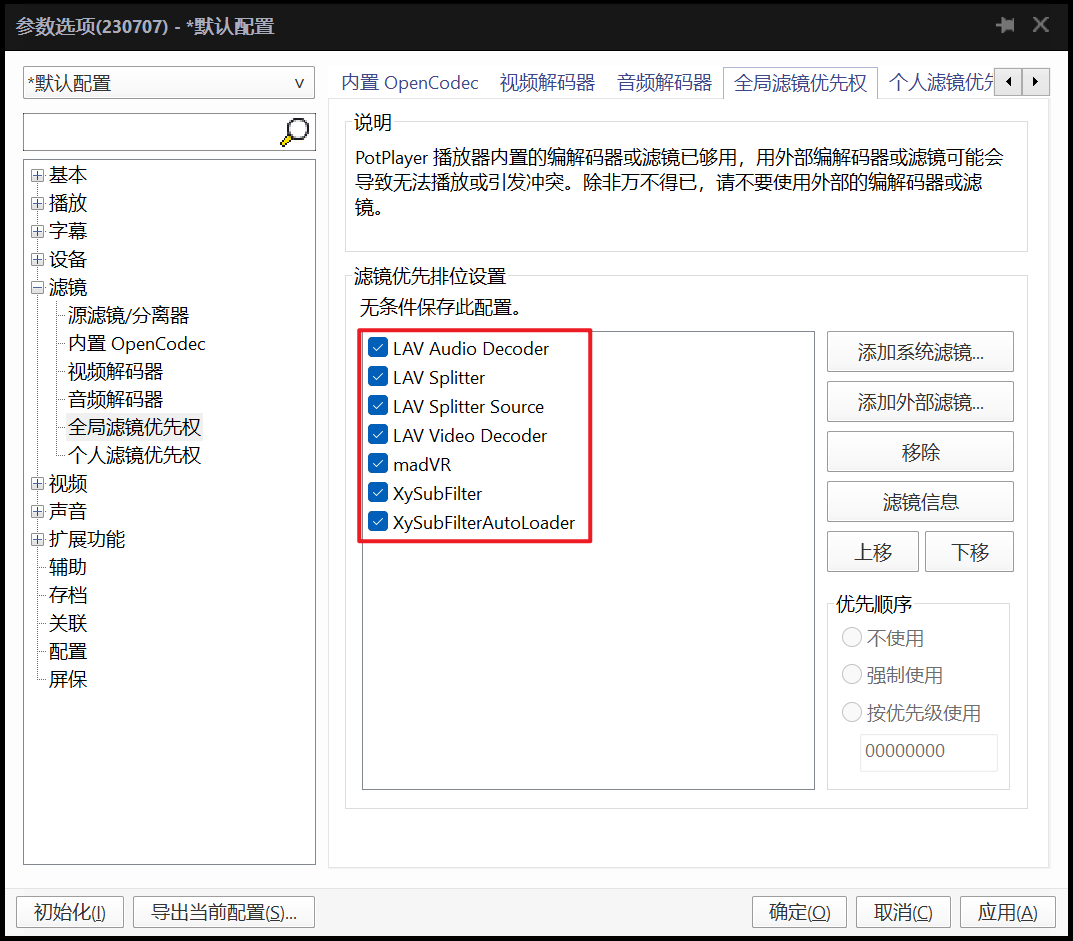 参数选项(230707) - *默认配置
*默认配置
基本
播放
字幕
设备
滤镜
源滤镜/分离器
内置 OpenCodec
视频解码器
音频解码器
全局滤镜优先权
个人滤镜优先权
视频
声音
扩展功能
辅助
存档
关联
配置
屏保
内置 OpenCodec 视频解码器 音频解码器 全局滤镜优先权 个人滤镜优先
说明
PotPlayer 播放器内置的编解码器或滤镜已够用，用外部编解码器或滤镜可能会
导致无法播放或引发冲突。除非万不得已，请不要使用外部的编解码器或滤
镜。
滤镜优先排位设置
无条件保存此配置。
LAV Audio Decoder
LAV Splitter
LAV Splitter Source
LAV Video Decoder
madVR
XySubFilter
XySubFilterAutoLoader
添加系统滤镜...
添加外部滤镜...
移除
滤镜信息
上移 下移
优先顺序
不使用
强制使用
按优先级使用
00000000
初始化(I) 导出当前配置(S)... 确定(O) 取消(C) 应用(A)